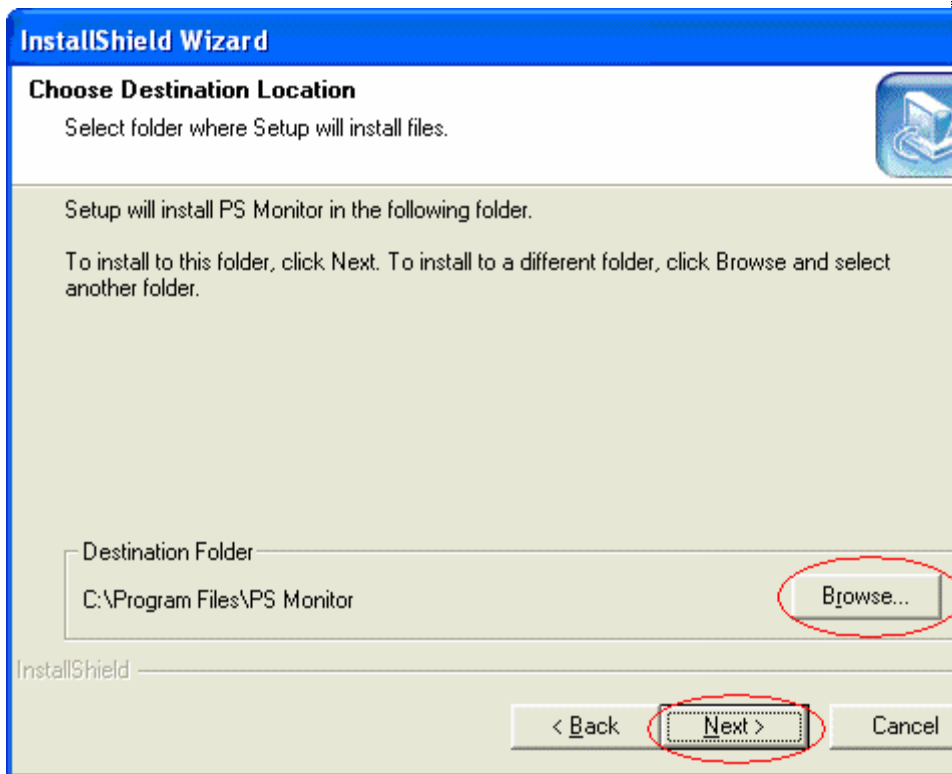 InstallShield Wizard
Choose Destination Location
Select folder where Setup will install files.
Setup will install PS Monitor in the following folder.
To install to this folder, click Next. To install to a different folder, click Browse and select
another folder.
Destination Folder
C:\Program Files\PS Monitor
Browse...
InstallShield
< Back
Next >
Cancel